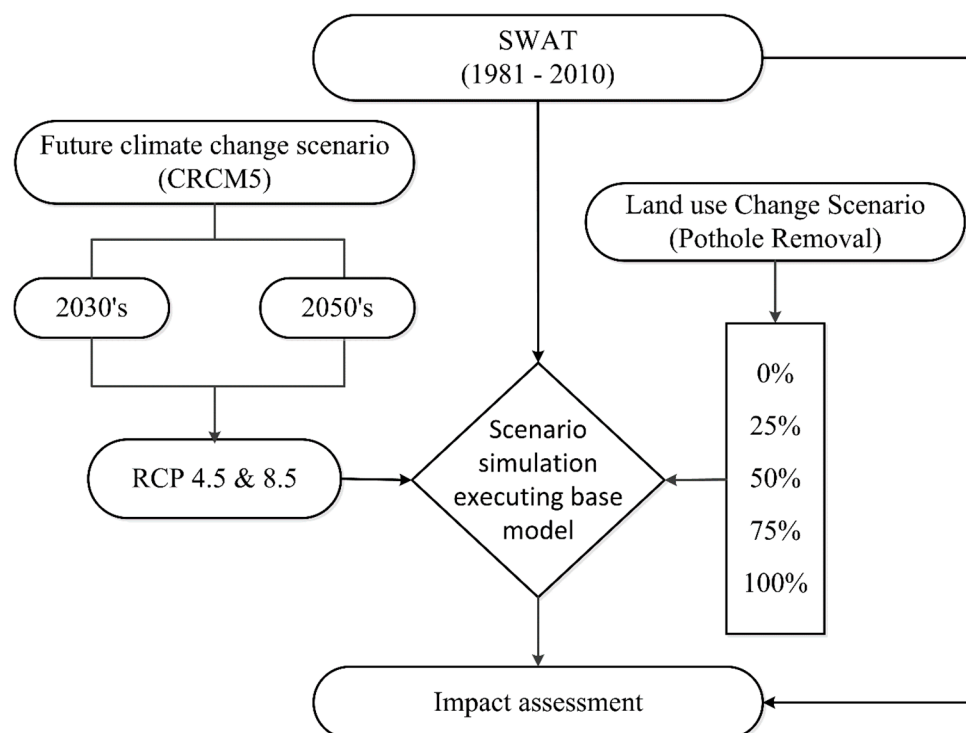 SWAT
(1981 - 2010)
Future climate change scenario
(CRCM5)
Land use Change Scenario
(Pothole Removal)
2030's
2050's
0%
25%
50%
75%
100%
RCP 4.5 & 8.5
Scenario
simulation
executing base
model
Impact assessment